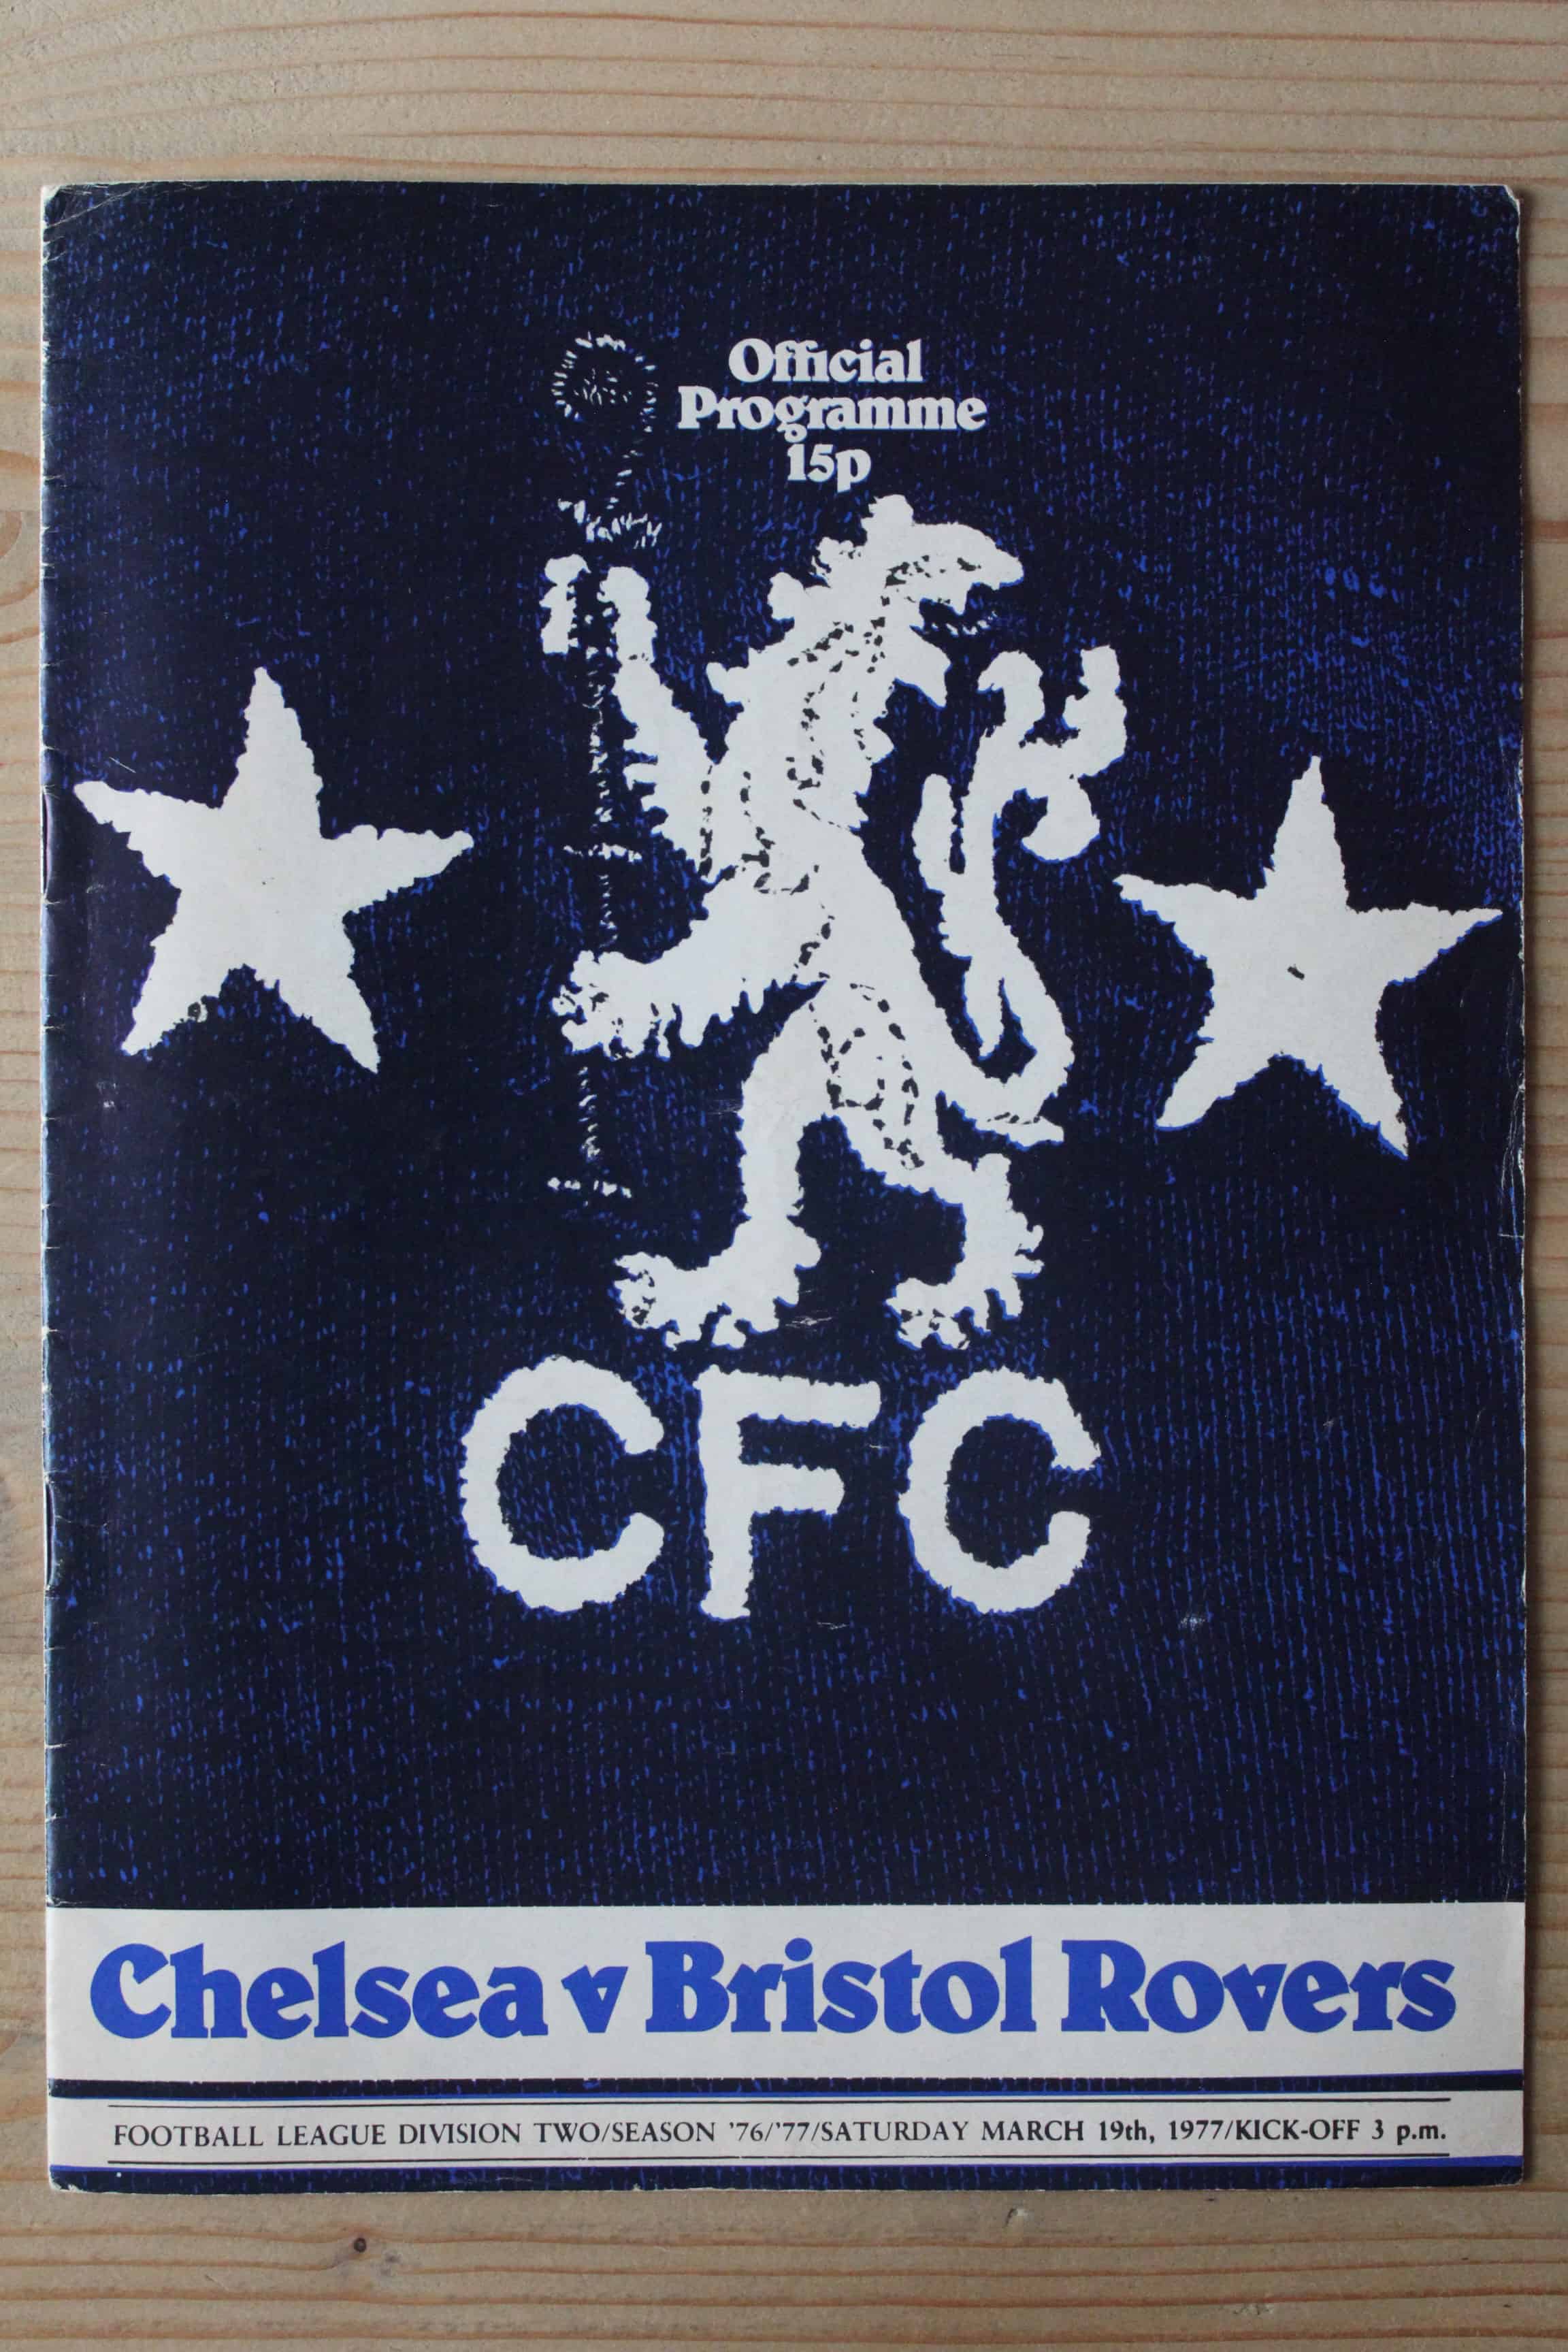 Official
Programme
15p
CFC
Chelsea v Bristol Rovers
FOOTBALL LEAGUE DIVISION TWO/SEASON '76/'77/SATURDAY MARCH 19th, 1977/KICK-OFF 3 p.m.